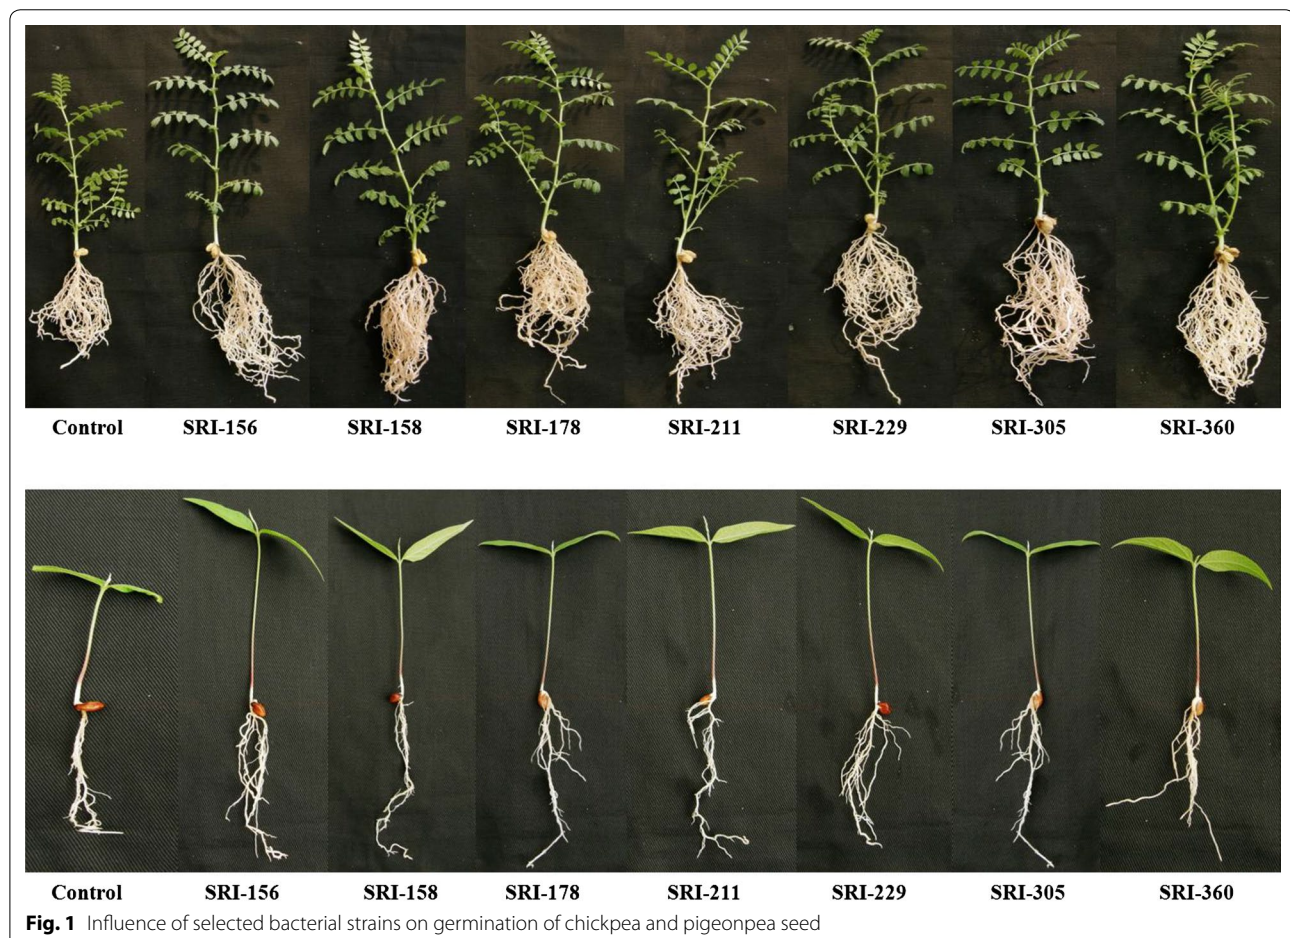 Control SRI-156 SRI-158 SRI-178 SRI-211 SRI-229 SRI-305 SRI-360
Control SRI-156 SRI-158 SRI-178 SRI-211 SRI-229 SRI-305 SRI-360
Fig. 1 Influence of selected bacterial strains on germination of chickpea and pigeonpea seed